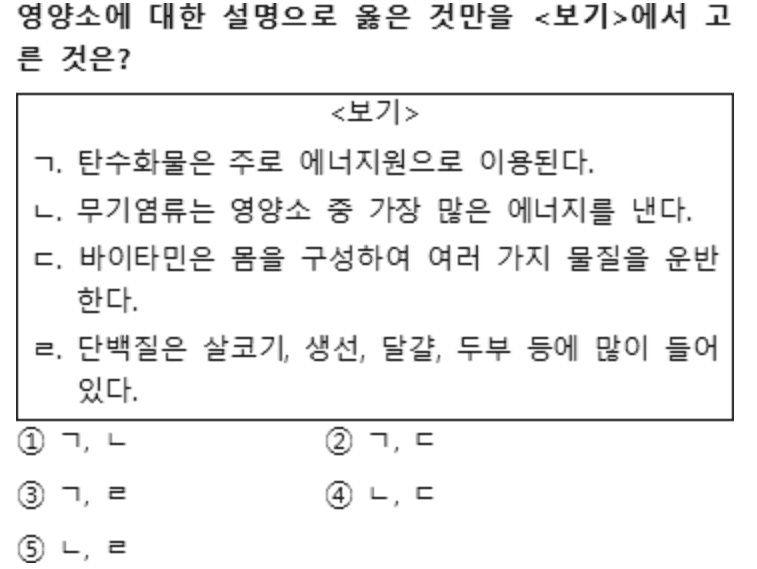 영양소에 대한 설명으로 옳은 것만을 <보기>에서 고
른 것은?
<보기>
ㄱ. 탄수화물은 주로 에너지원으로 이용된다.
ㄴ. 무기염류는 영양소 중 가장 많은 에너지를 낸다.
ㄷ. 바이타민은 몸을 구성하여 여러 가지 물질을 운반
한다.
ㄹ. 단백질은 살코기, 생선, 달걀, 두부 등에 많이 들어
있다.
① ㄱ, ㄴ ② ㄱ, ㄷ
③ ㄱ, ㄹ ④ ㄴ, ㄷ
⑤ ㄴ, ㄹ